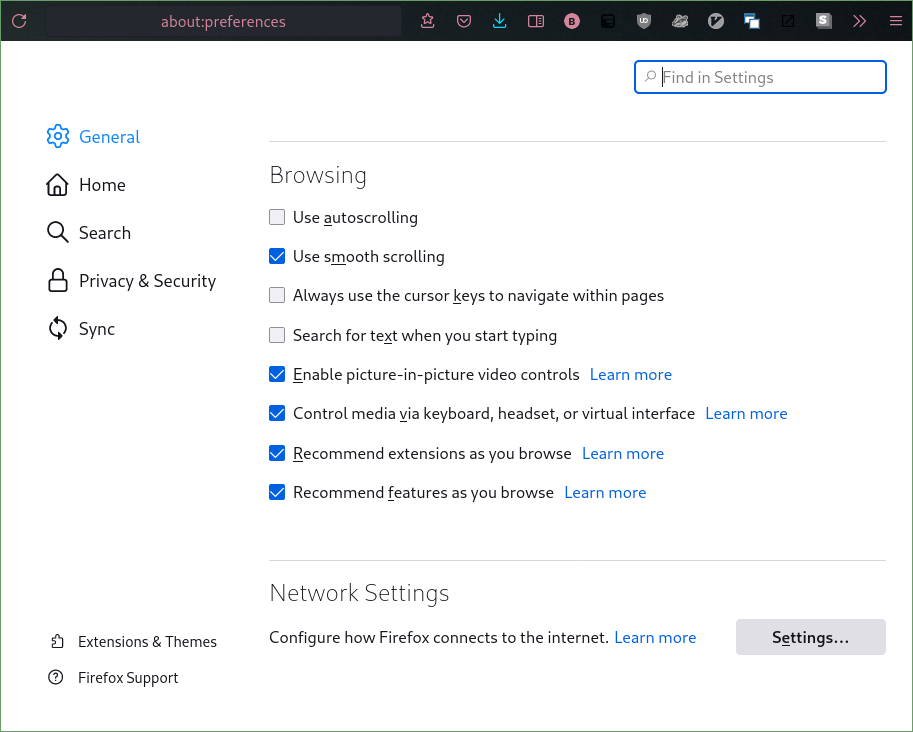 about:preferences
B
S
Find in Settings
General
Home
Search
Privacy & Security
Sync
Browsing
Use autoscrolling
Use smooth scrolling
Always use the cursor keys to navigate within pages
Search for text when you start typing
Enable picture-in-picture video controls Learn more
Control media via keyboard, headset, or virtual interface Learn more
Recommend extensions as you browse Learn more
Recommend features as you browse Learn more
Network Settings
Configure how Firefox connects to the internet. Learn more Settings...
Extensions & Themes
Firefox Support